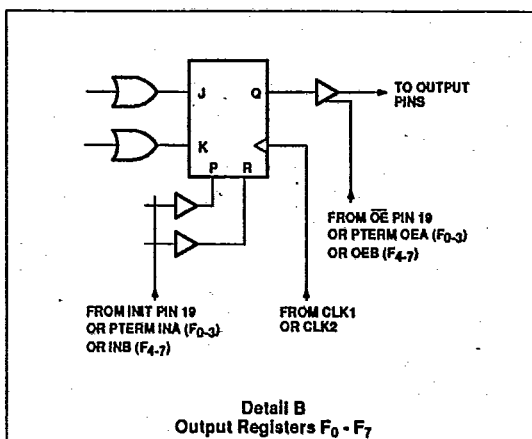 J
Q
TO OUTPUT
PINS
K
P R
FROM O̅E̅ PIN 19
OR PTERM OEA (F0-3)
OR OEB (F4-7)
FROM INIT PIN 19
OR PTERM INA (F0-3)
OR INB (F4-7)
FROM CLK1
OR CLK2
Detail B
Output Registers F0 - F7